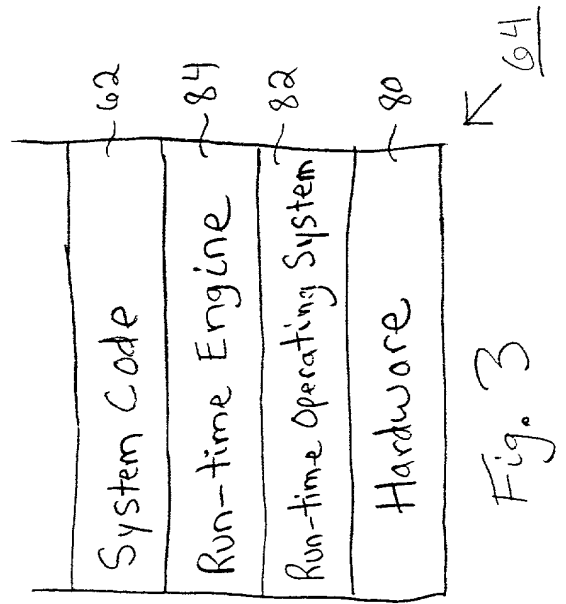 System Code 62
Run-time Engine 84
Run-time Operating System 82
Hardware 80
64
Fig. 3